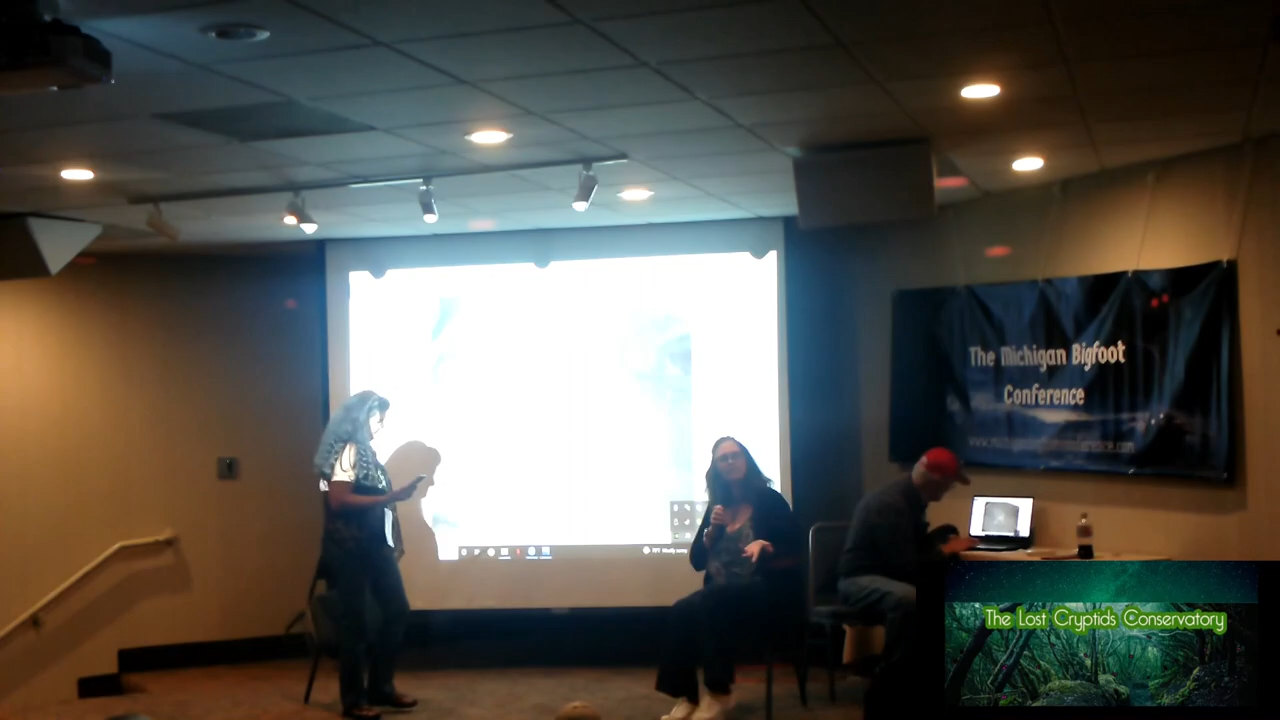 The Michigan Bigfoot
Conference
The Lost Cryptids Conservatory